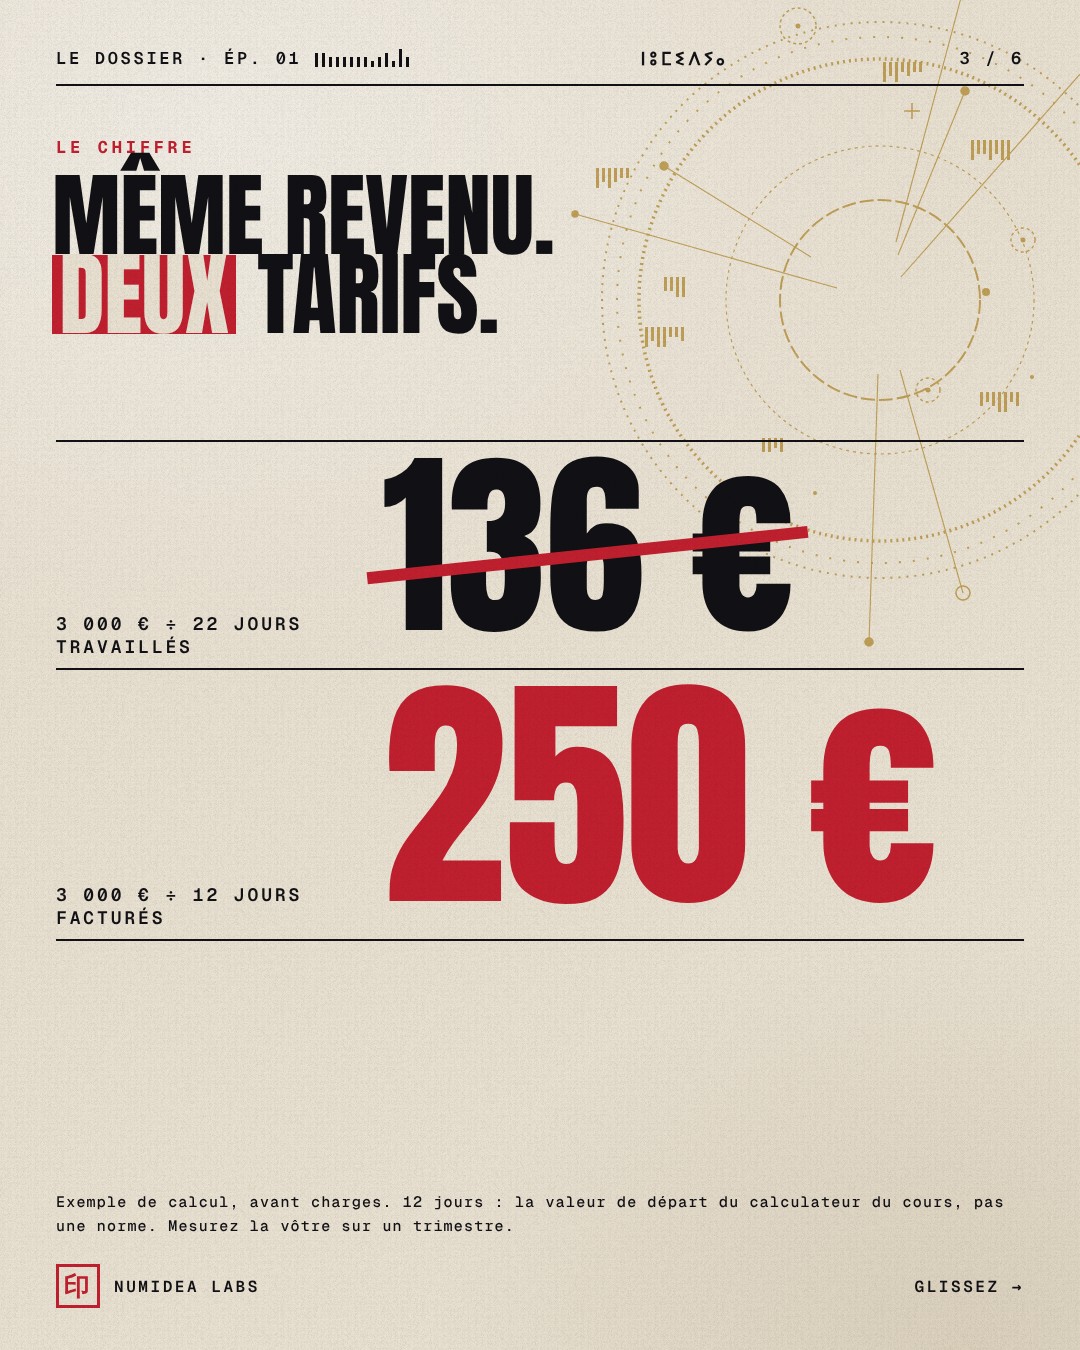 LE DOSSIER · ÉP. 01
ⵏⵓⵎⵉⴷⵢⴰ
3 / 6
LE CHIFFRE
MÊME REVENU.
DEUX TARIFS.
136 €
3 000 € ÷ 22 JOURS
TRAVAILLÉS
250 €
3 000 € ÷ 12 JOURS
FACTURÉS
Exemple de calcul, avant charges. 12 jours : la valeur de départ du calculateur du cours, pas
une norme. Mesurez la vôtre sur un trimestre.
印 NUMIDEA LABS
GLISSEZ →